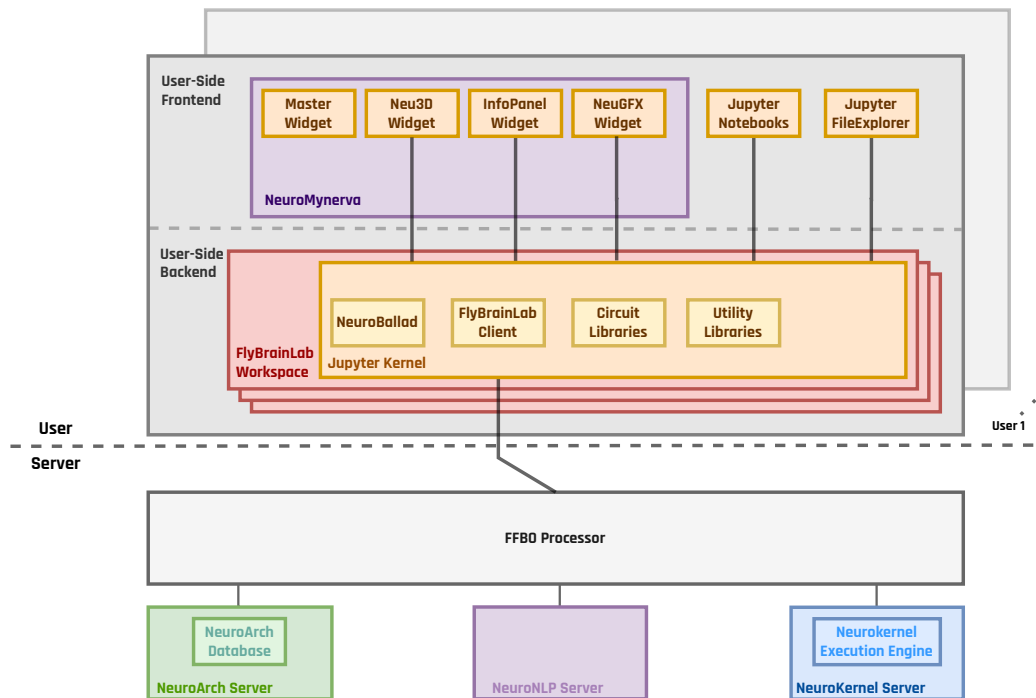 User-Side
Frontend
Master
Widget
Neu3D
Widget
InfoPanel
Widget
NeuGFX
Widget
Jupyter
Notebooks
Jupyter
FileExplorer
NeuroMynerva
User-Side
Backend
NeuroBallad
FlyBrainLab
Client
Circuit
Libraries
Utility
Libraries
FlyBrainLab
Workspace
Jupyter Kernel
User
User 1
Server
FFBO Processor
NeuroArch
Database
NeuroArch Server
NeuroNLP Server
Neurokernel
Execution Engine
NeuroKernel Server